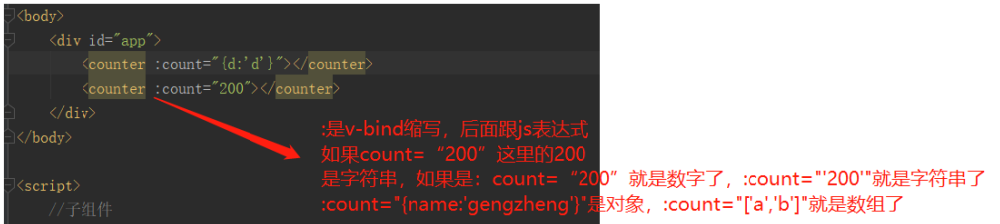 <body>
<div id="app">
<counter :count="{d:'d'}"></counter>
<counter :count="200"></counter>
</div>
</body>
<script>
//子组件
:是v-bind缩写，后面跟js表达式
如果count=“200”这里的200
是字符串，如果是：count=“200”就是数字了，:count="'200'"就是字符串了
:count="{name:'gengzheng'}"是对象，:count="['a','b']"就是数组了